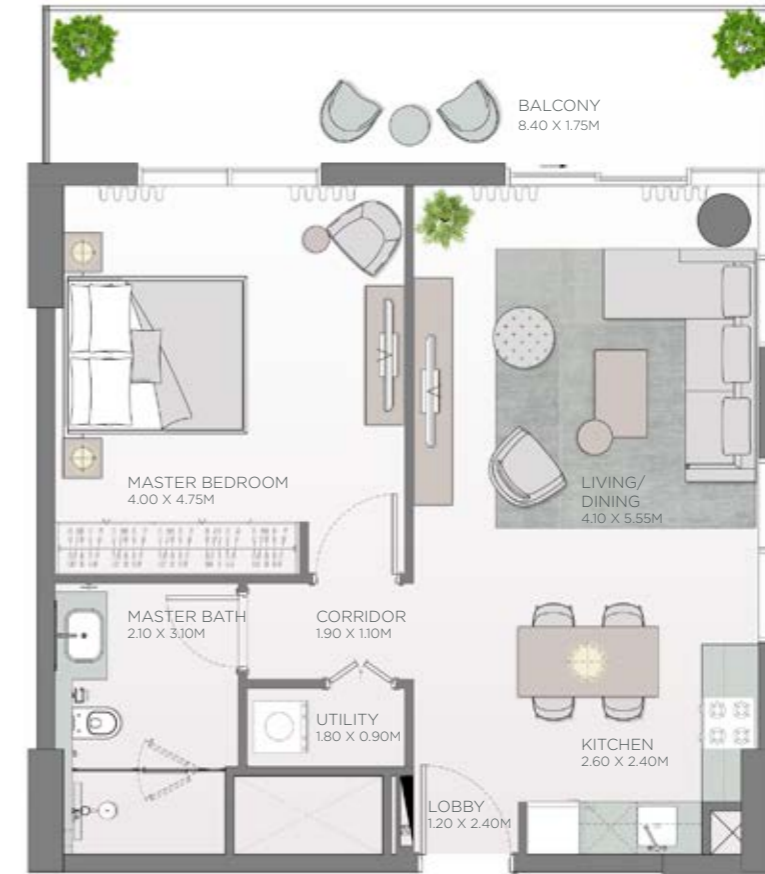 BALCONY
8.40 X 1.75M
MASTER BEDROOM
4.00 X 4.75M
LIVING/
DINING
4.10 X 5.55M
MASTER BATH
2.10 X 3.10M
CORRIDOR
1.90 X 1.10M
UTILITY
1.80 X 0.90M
KITCHEN
2.60 X 2.40M
LOBBY
1.20 X 2.40M